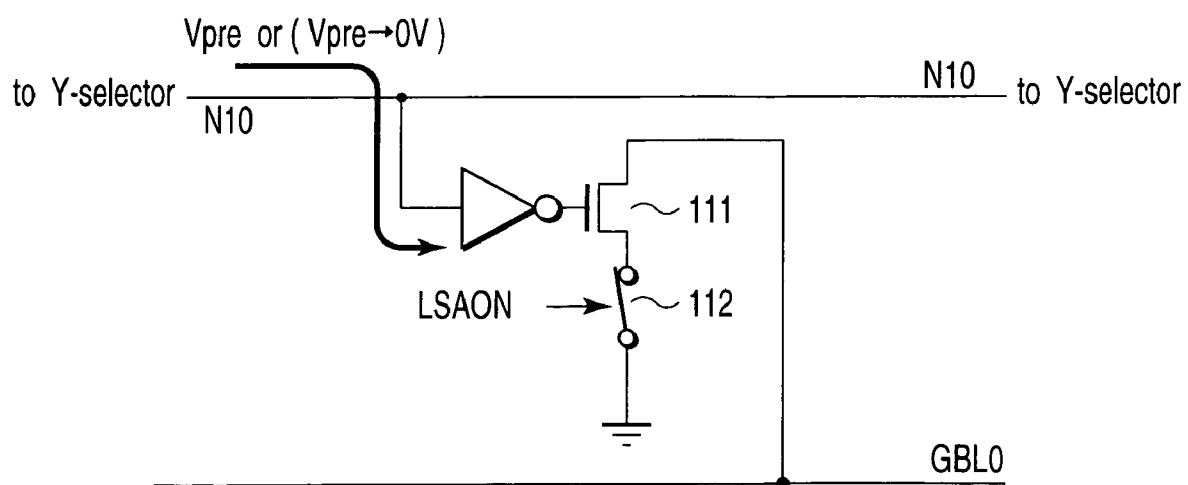 Vpre or ( Vpre→0V )
to Y-selector
N10
N10
to Y-selector
111
LSAON
112
GBL0